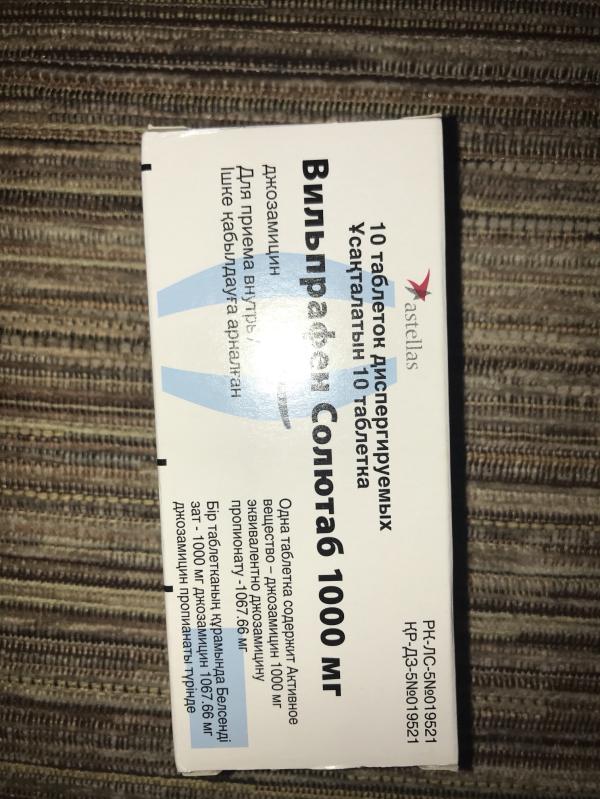 astellas
РК-ЛС-5№019521
ҚР-ДЗ-5№019521
10 таблеток диспергируемых
Ұсақталатын 10 таблетка
Вильпрафен Солютаб 1000 мг
джозамицин
Для приема внутрь /
Ішке қабылдауға арналған
Одна таблетка содержит Активное
вещество – джозамицин 1000 мг
эквивалентно джозамицину
пропионату -1067.66 мг
Бір таблетканың құрамында Белсенді
зат - 1000 мг джозамицин 1067.66 мг
джозамицин пропианаты түрінде